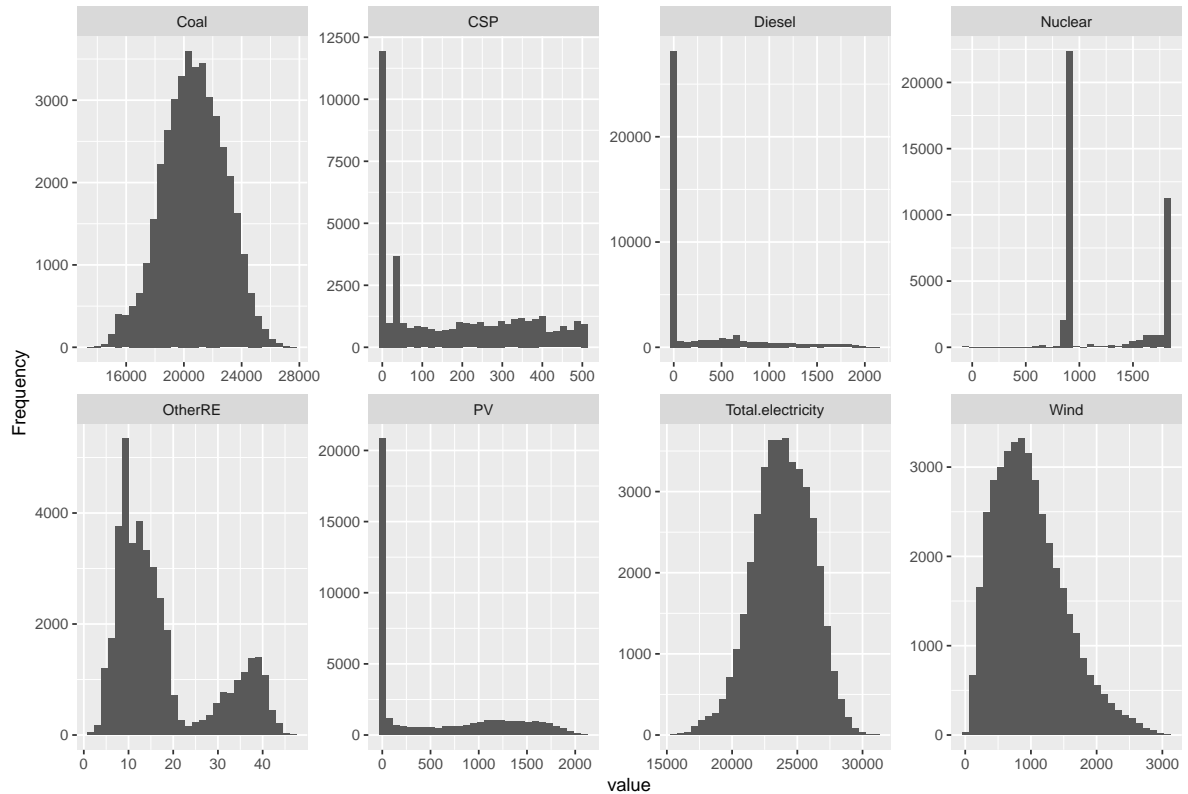 Coal
CSP
Diesel
Nuclear
3000
2000
1000
0
16000 20000 24000 28000
12500
10000
7500
5000
2500
0
0 100 200 300 400 500
20000
10000
0
0 500 1000 1500 2000
20000
15000
10000
5000
0
0 500 1000 1500
Frequency
OtherRE
PV
Total.electricity
Wind
4000
2000
0
0 10 20 30 40
20000
15000
10000
5000
0
0 500 1000 1500 2000
3000
2000
1000
0
15000 20000 25000 30000
3000
2000
1000
0
0 1000 2000 3000
value